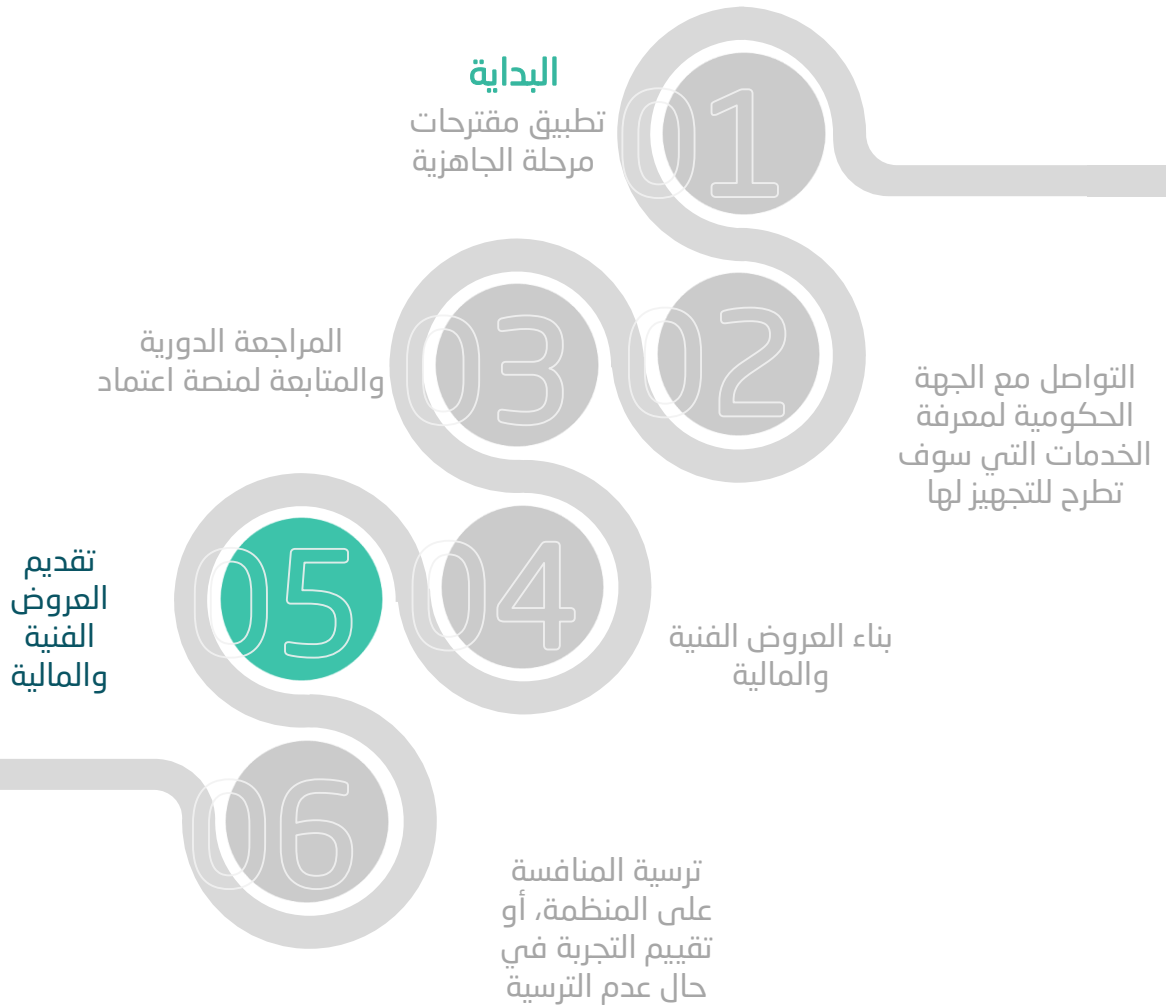 البداية
تطبيق مقترحات
مرحلة الجاهزية
01
02
التواصل مع الجهة
الحكومية لمعرفة
الخدمات التي سوف
تطرح للتجهيز لها
03
المراجعة الدورية
والمتابعة لمنصة اعتماد
04
بناء العروض الفنية
والمالية
05
تقديم
العروض
الفنية
والمالية
06
ترسية المنافسة
على المنظمة، أو
تقييم التجربة في
حال عدم الترسية